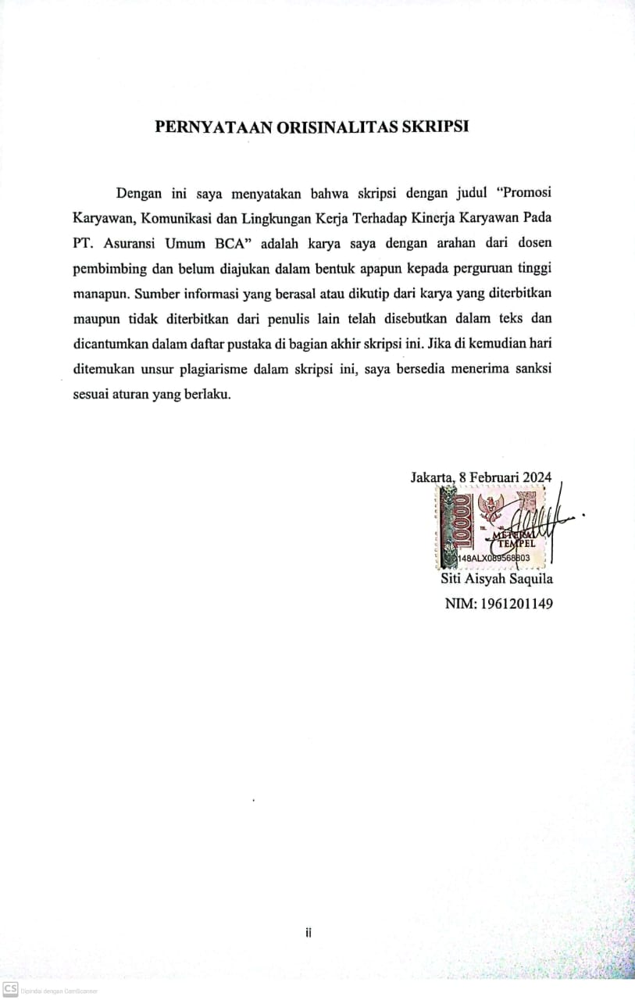 PERNYATAAN ORISINALITAS SKRIPSI
Dengan ini saya menyatakan bahwa skripsi dengan judul “Promosi
Karyawan, Komunikasi dan Lingkungan Kerja Terhadap Kinerja Karyawan Pada
PT. Asuransi Umum BCA” adalah karya saya dengan arahan dari dosen
pembimbing dan belum diajukan dalam bentuk apapun kepada perguruan tinggi
manapun. Sumber informasi yang berasal atau dikutip dari karya yang diterbitkan
maupun tidak diterbitkan dari penulis lain telah disebutkan dalam teks dan
dicantumkan dalam daftar pustaka di bagian akhir skripsi ini. Jika di kemudian hari
ditemukan unsur plagiarisme dalam skripsi ini, saya bersedia menerima sanksi
sesuai aturan yang berlaku.
Jakarta, 8 Februari 2024
10000
METERAI
TEMPEL
148ALX089568803
Siti Aisyah Saquila
NIM: 1961201149
ii
CS Dipindai dengan CamScanner